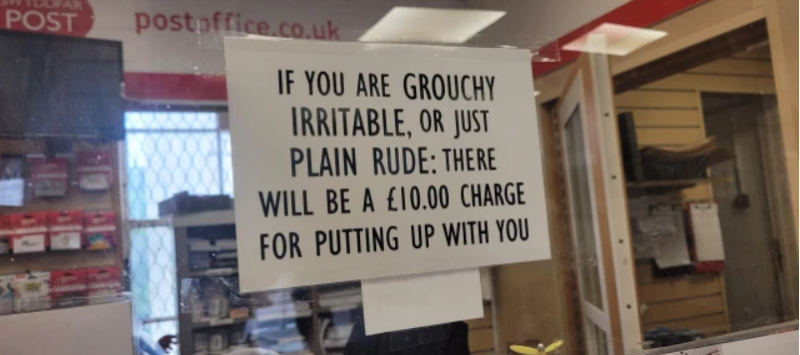 SWYDDFAR
POST
postoffice.co.uk
IF YOU ARE GROUCHY
IRRITABLE, OR JUST
PLAIN RUDE: THERE
WILL BE A £10.00 CHARGE
FOR PUTTING UP WITH YOU